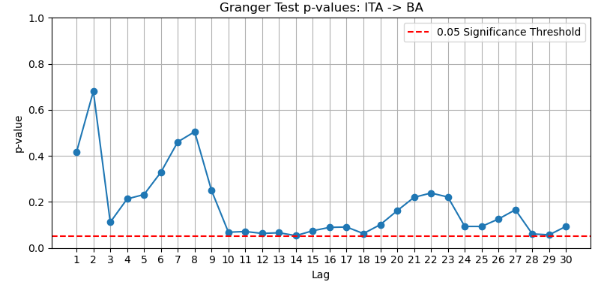 Granger Test p-values: ITA -> BA
1.0
0.8
0.6
0.4
0.2
0.0
p-value
0.05 Significance Threshold
1 2 3 4 5 6 7 8 9 10 11 12 13 14 15 16 17 18 19 20 21 22 23 24 25 26 27 28 29 30
Lag